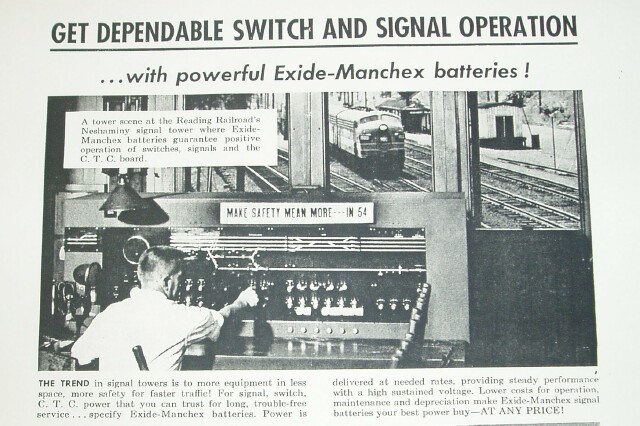 GET DEPENDABLE SWITCH AND SIGNAL OPERATION
...with powerful Exide-Manchex batteries!
A tower scene at the Reading Railroad's
Neshaminy signal tower where Exide-
Manchex batteries guarantee positive
operation of switches, signals and the
C. T. C. board.
MAKE SAFETY MEAN MORE---IN 54
THE TREND in signal towers is to more equipment in less
space, more safety for faster traffic! For signal, switch,
C. T. C. power that you can trust for long, trouble-free
service... specify Exide-Manchex batteries. Power is
delivered at needed rates, providing steady performance
with a high sustained voltage. Lower costs for operation,
maintenance and depreciation make Exide-Manchex signal
batteries your best power buy—AT ANY PRICE!